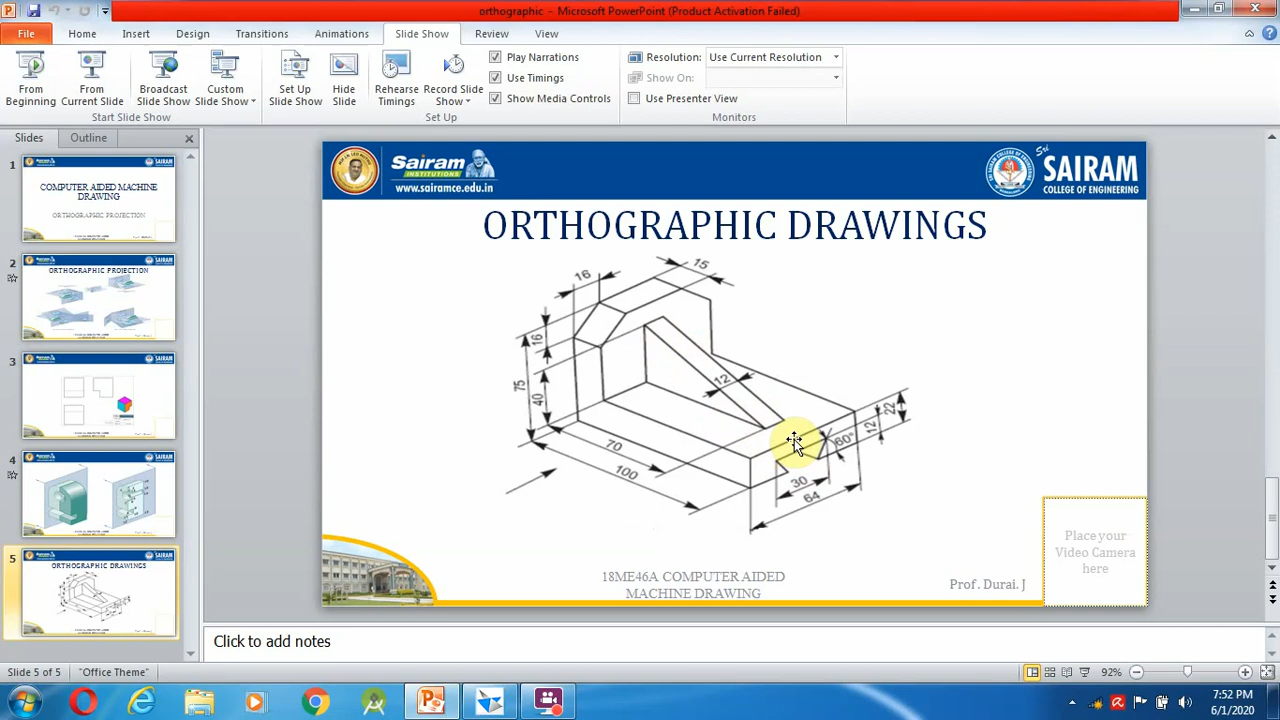 orthographic - Microsoft PowerPoint (Product Activation Failed)
File Home Insert Design Transitions Animations Slide Show Review View
From Beginning
From Current Slide
Broadcast Slide Show
Custom Slide Show
Start Slide Show
Set Up Slide Show
Hide Slide
Rehearse Timings
Record Slide Show
Play Narrations
Use Timings
Show Media Controls
Set Up
Resolution: Use Current Resolution
Show On:
Use Presenter View
Monitors
Slides Outline
1
COMPUTER AIDED MACHINE
DRAWING
ORTHOGRAPHIC PROJECTION
2
ORTHOGRAPHIC PROJECTION
3
4
5
ORTHOGRAPHIC DRAWINGS
Sairam
INSTITUTIONS
www.sairamce.edu.in
Sri
SAIRAM
COLLEGE OF ENGINEERING
ORTHOGRAPHIC DRAWINGS
16
15
16
75
40
12
22
12
60°
70
100
30
64
Place your
Video Camera
here
18ME46A COMPUTER AIDED
MACHINE DRAWING
Prof. Durai. J
Click to add notes
Slide 5 of 5 "Office Theme" 92%
7:52 PM
6/1/2020